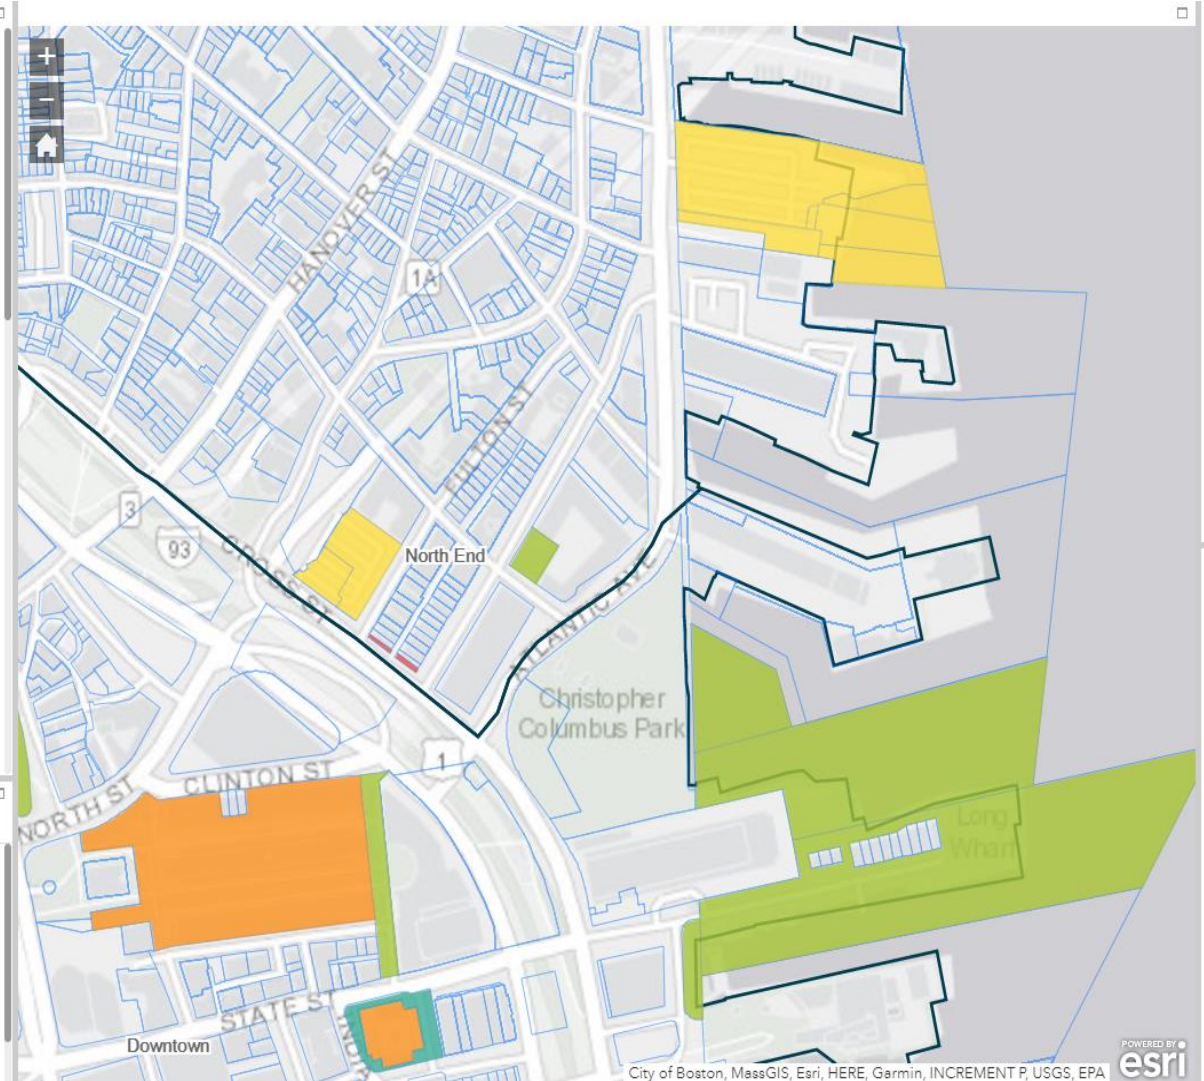 +
−
HANOVER ST
1A
FULTON ST
3
93
CROSS ST
North End
ATLANTIC AVE
Christopher
Columbus Park
1
CLINTON ST
NORTH ST
Long
Wharf
STATE ST
Downtown
City of Boston, MassGIS, Esri, HERE, Garmin, INCREMENT P, USGS, EPA
POWERED BY
esri